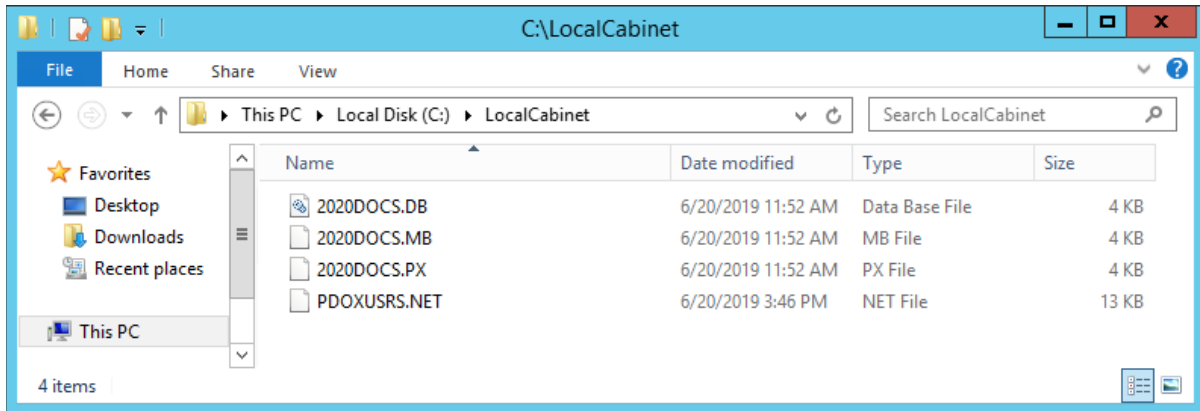 C:\LocalCabinet
File Home Share View
This PC Local Disk (C:) LocalCabinet Search LocalCabinet
Favorites
Desktop
Downloads
Recent places
This PC
Name Date modified Type Size
2020DOCS.DB 6/20/2019 11:52 AM Data Base File 4 KB
2020DOCS.MB 6/20/2019 11:52 AM MB File 4 KB
2020DOCS.PX 6/20/2019 11:52 AM PX File 4 KB
PDOXUSRS.NET 6/20/2019 3:46 PM NET File 13 KB
4 items